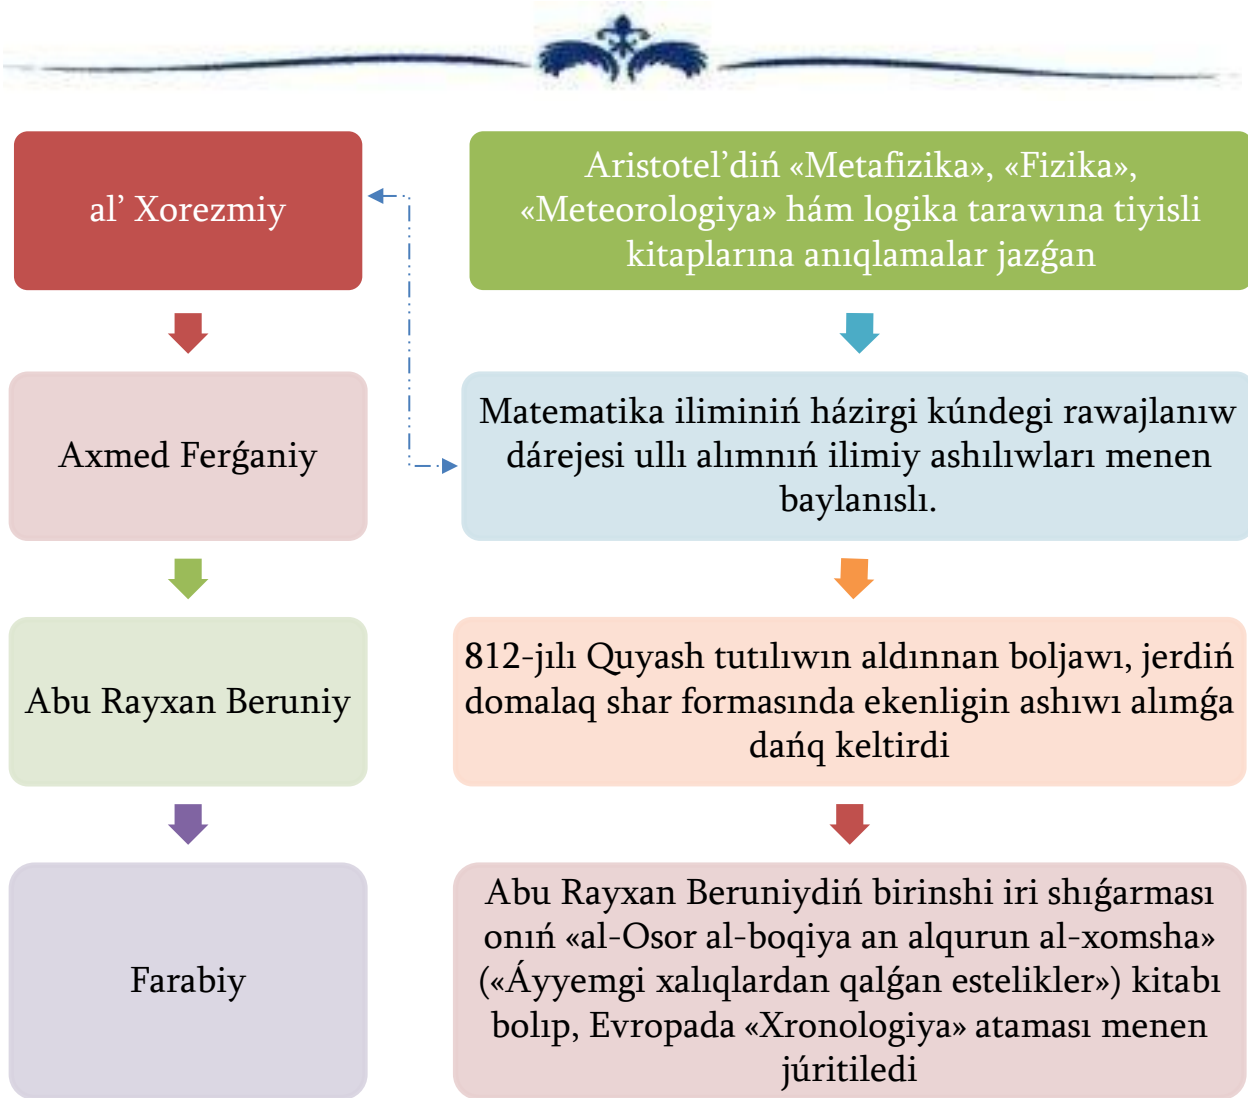 al’ Xorezmiy
Axmed Ferǵaniy
Abu Rayxan Beruniy
Farabiy
Aristotel’diń «Metafizika», «Fizika»,
«Meteorologiya» hám logika tarawına tiyisli
kitaplarına anıqlamalar jazǵan
Matematika iliminiń házirgi kúndegi rawajlanıw
dárejesi ullı alımnıń ilimiy ashılıwları menen
baylanıslı.
812-jılı Quyash tutılıwın aldınnan boljawı, jerdiń
domalaq shar formasında ekenligin ashıwı alımǵa
dańq keltirdi
Abu Rayxan Beruniydiń birinshi iri shıǵarması
onıń «al-Osor al-boqiya an alqurun al-xomsha»
(«Áyyemgi xalıqlardan qalǵan estelikler») kitabı
bolıp, Evropada «Xronologiya» ataması menen
júritiledi